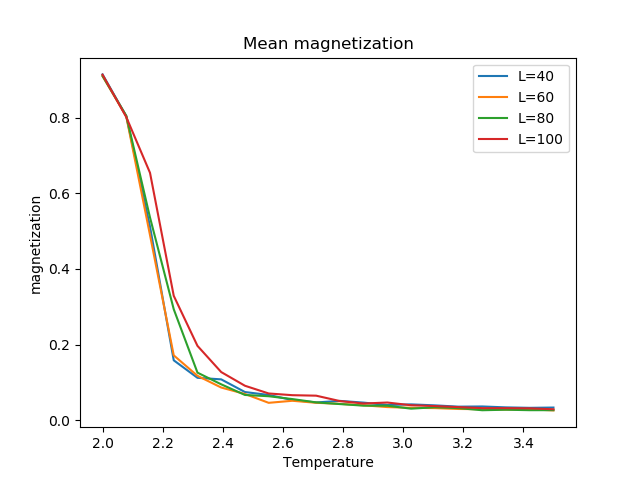 Mean magnetization
L=40
L=60
L=80
L=100
magnetization
0.8
0.6
0.4
0.2
0.0
2.0 2.2 2.4 2.6 2.8 3.0 3.2 3.4
Temperature